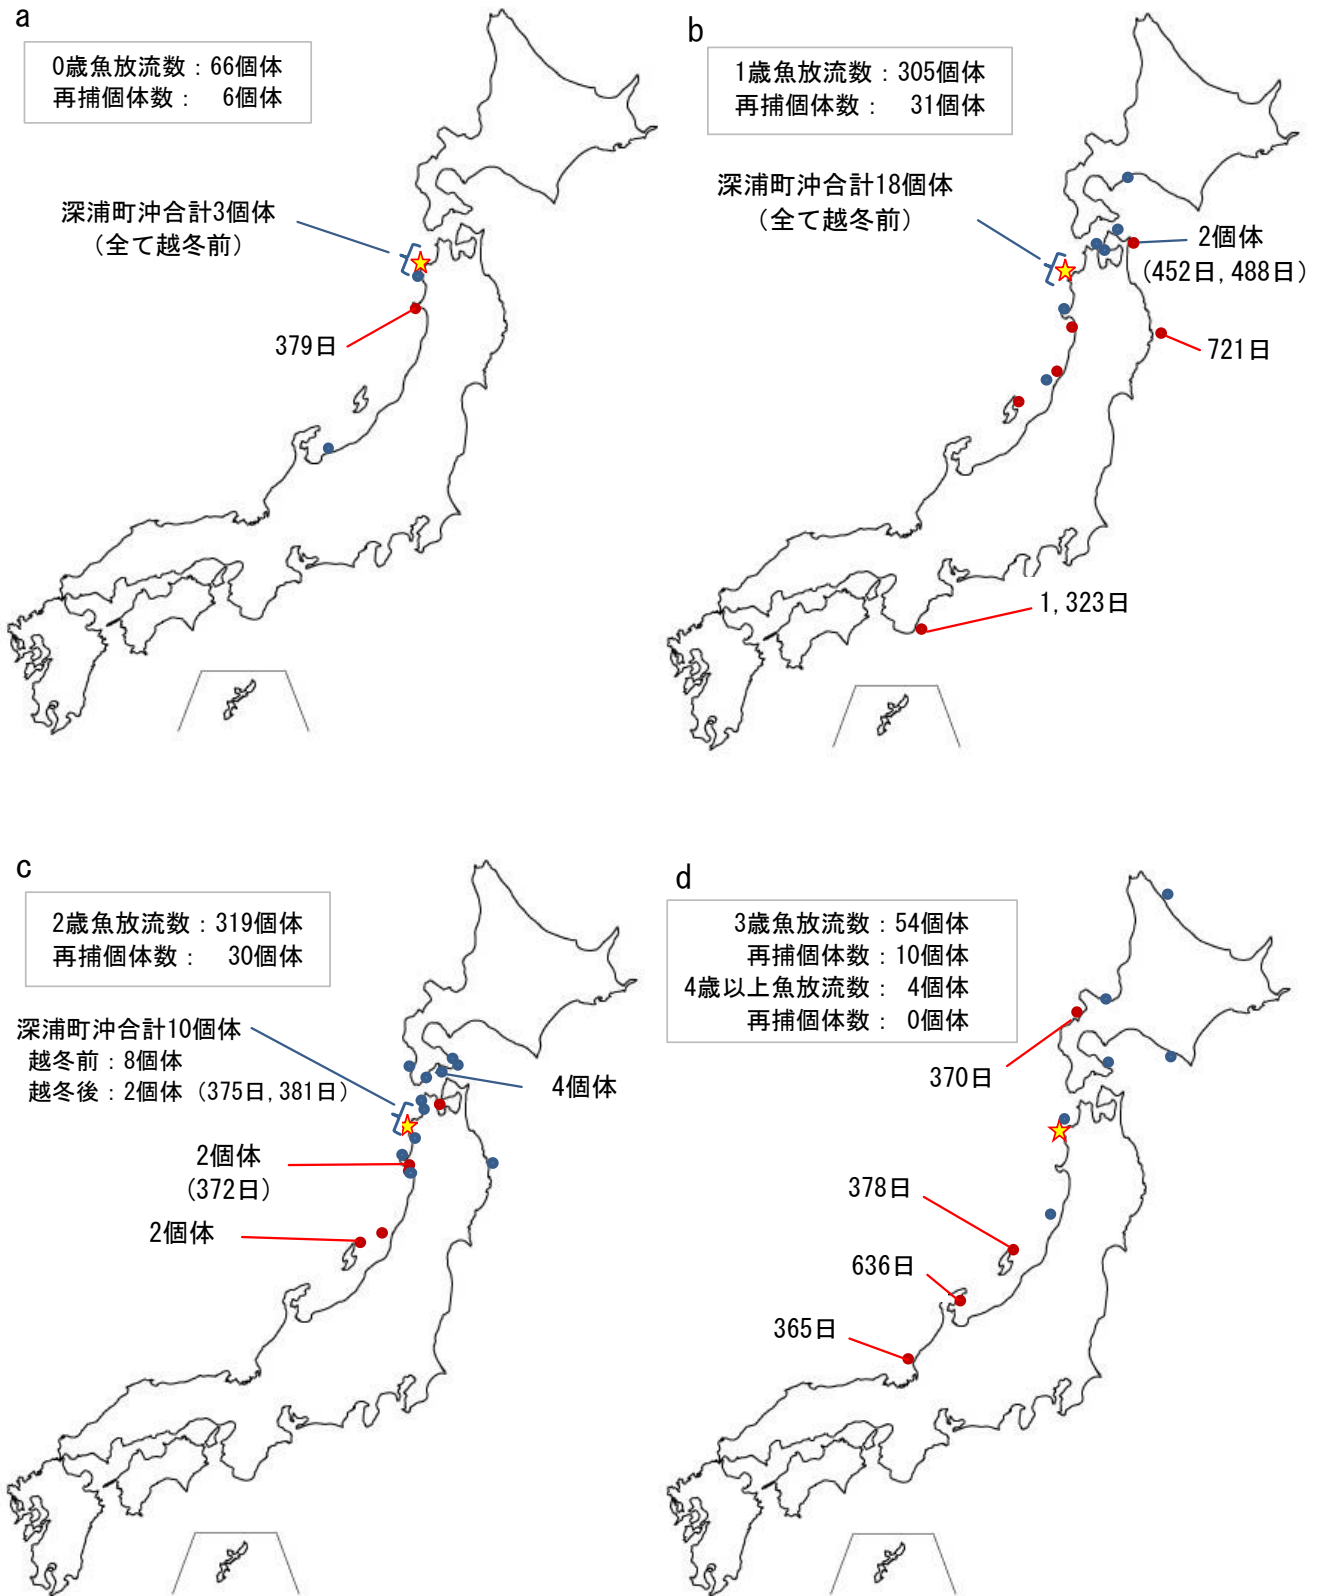 a
0歳魚放流数：66個体
再捕個体数： 6個体
深浦町沖合計3個体
（全て越冬前）
379日
b
1歳魚放流数：305個体
再捕個体数： 31個体
深浦町沖合計18個体
（全て越冬前）
2個体
(452日,488日)
721日
1,323日
c
2歳魚放流数：319個体
再捕個体数： 30個体
深浦町沖合計10個体
越冬前：8個体
越冬後：2個体 (375日,381日)
4個体
2個体
(372日)
2個体
d
3歳魚放流数：54個体
再捕個体数：10個体
4歳以上魚放流数： 4個体
再捕個体数： 0個体
370日
378日
636日
365日